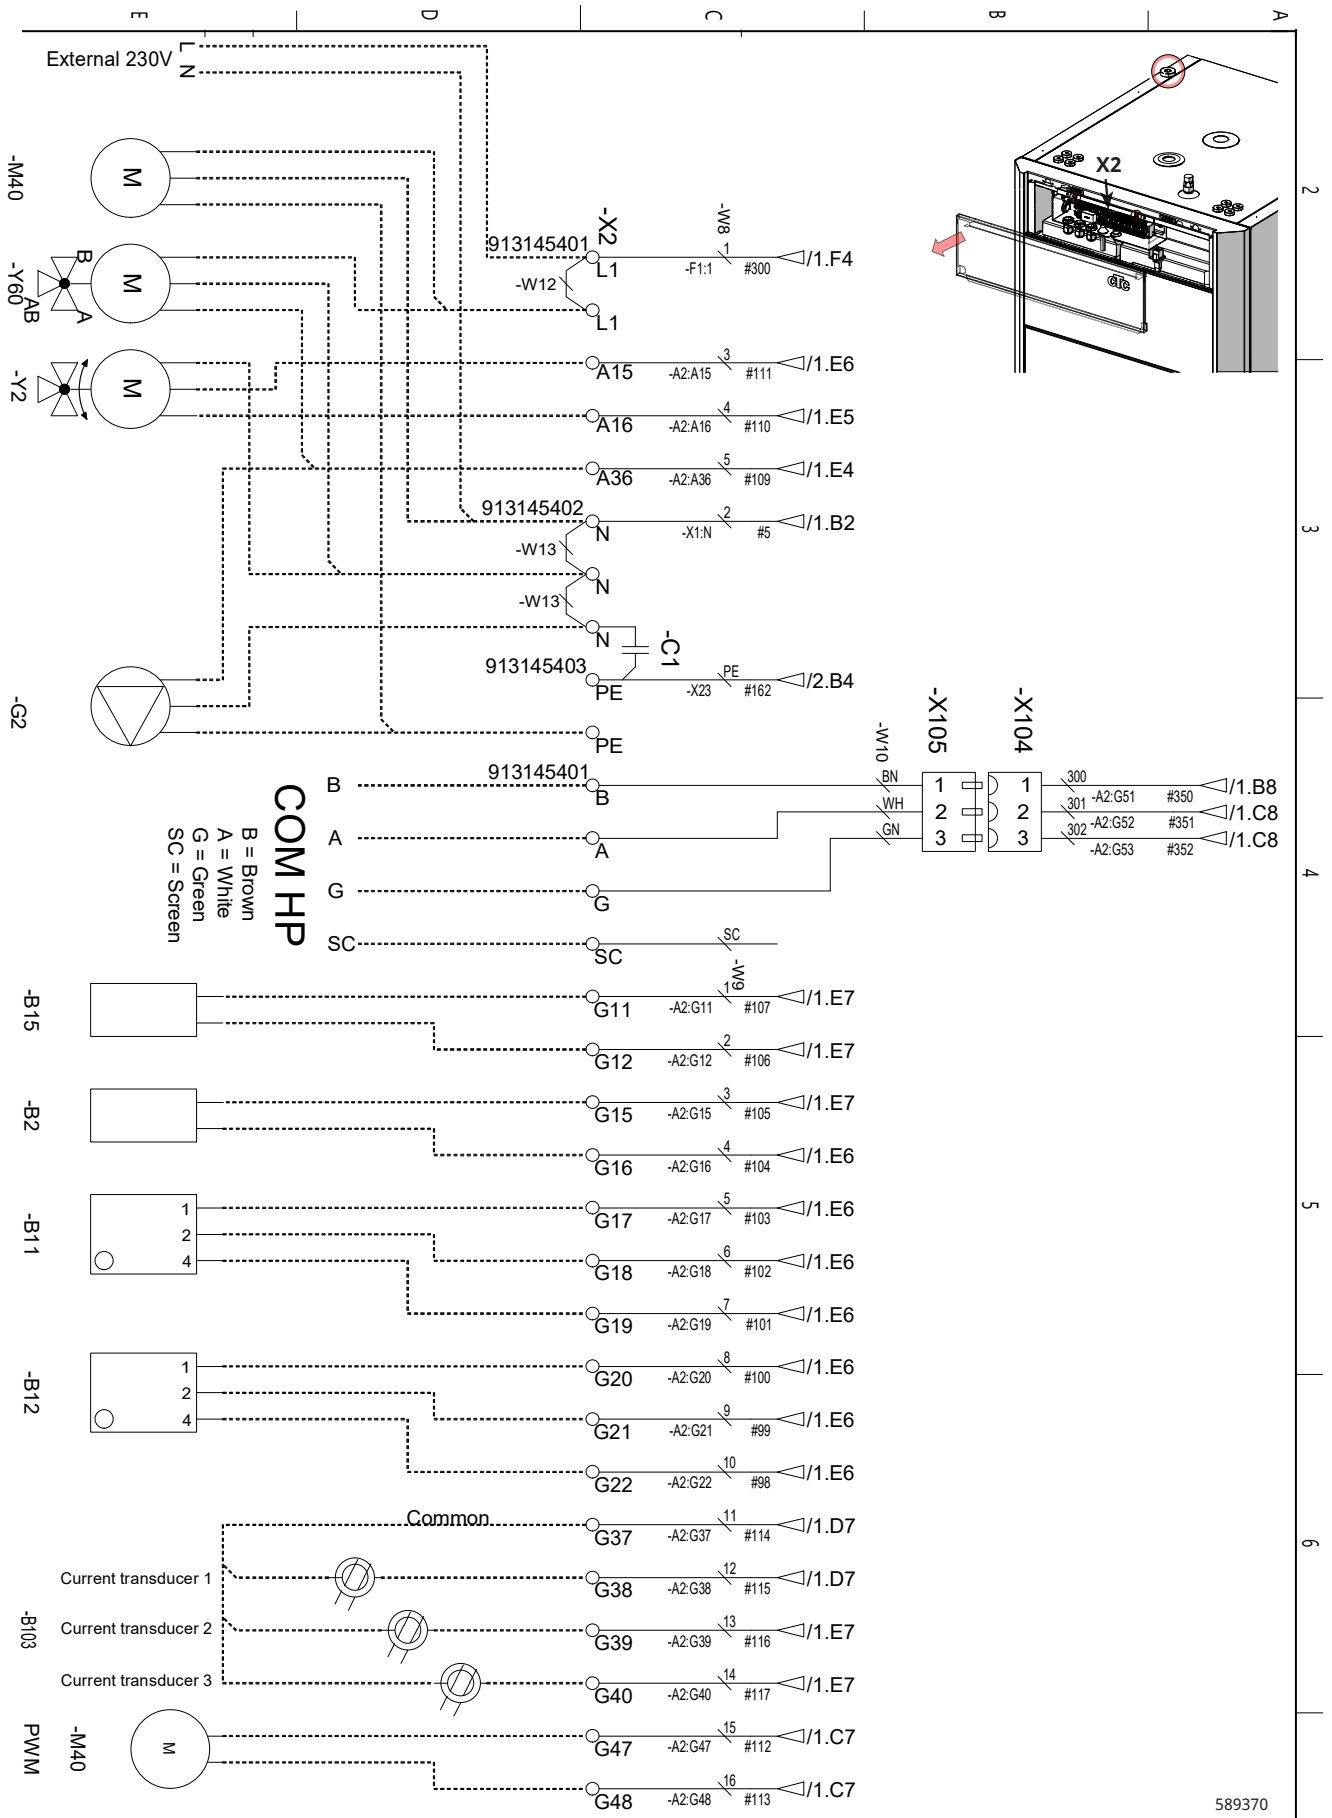 E D C B A
External 230V
L
N
2
X2
CTC
-M40
M
-X2
-W8
913145401
L1
-F1:1
1
#300
/1.F4
-W12
L1
-Y60
B
A
AB
M
A15
-A2:A15
3
#111
/1.E6
-Y2
M
A16
-A2:A16
4
#110
/1.E5
A36
-A2:A36
5
#109
/1.E4
913145402
N
-X1:N
2
#5
/1.B2
3
-W13
N
-W13
N
-C1
913145403
PE
-X23
PE
#162
/2.B4
-G2
PE
-W10
-X105
-X104
B
913145401
B
BN
1
1
300
-A2:G51
#350
/1.B8
WH
2
2
301
-A2:G52
#351
/1.C8
A
A
GN
3
3
302
-A2:G53
#352
/1.C8
4
G
G
SC
SC
SC
COM HP
B = Brown
A = White
G = Green
SC = Screen
-W9
-B15
G11
-A2:G11
1
#107
/1.E7
G12
-A2:G12
2
#106
/1.E7
-B2
G15
-A2:G15
3
#105
/1.E7
G16
-A2:G16
4
#104
/1.E6
5
-B11
1
2
4
G17
-A2:G17
5
#103
/1.E6
G18
-A2:G18
6
#102
/1.E6
G19
-A2:G19
7
#101
/1.E6
-B12
1
2
4
G20
-A2:G20
8
#100
/1.E6
G21
-A2:G21
9
#99
/1.E6
G22
-A2:G22
10
#98
/1.E6
Common
G37
-A2:G37
11
#114
/1.D7
6
Current transducer 1
G38
-A2:G38
12
#115
/1.D7
-B103
Current transducer 2
G39
-A2:G39
13
#116
/1.E7
Current transducer 3
G40
-A2:G40
14
#117
/1.E7
-M40
PWM
M
G47
-A2:G47
15
#112
/1.C7
G48
-A2:G48
16
#113
/1.C7
589370